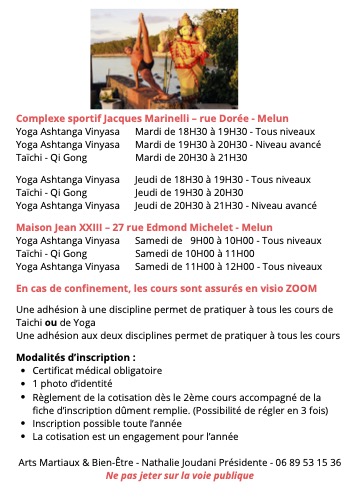 Complexe sportif Jacques Marinelli – rue Dorée - Melun
Yoga Ashtanga Vinyasa Mardi de 18H30 à 19H30 - Tous niveaux
Yoga Ashtanga Vinyasa Mardi de 19H30 à 20H30 - Niveau avancé
Taïchi - Qi Gong Mardi de 20H30 à 21H30
Yoga Ashtanga Vinyasa Jeudi de 18H30 à 19H30 - Tous niveaux
Taïchi - Qi Gong Jeudi de 19H30 à 20H30
Yoga Ashtanga Vinyasa Jeudi de 20H30 à 21H30 - Niveau avancé
Maison Jean XXIII – 27 rue Edmond Michelet - Melun
Yoga Ashtanga Vinyasa Samedi de 9H00 à 10H00 - Tous niveaux
Taïchi - Qi Gong Samedi de 10H00 à 11H00
Yoga Ashtanga Vinyasa Samedi de 11H00 à 12H00 - Tous niveaux
En cas de confinement, les cours sont assurés en visio ZOOM
Une adhésion à une discipline permet de pratiquer à tous les cours de
Taichi ou de Yoga
Une adhésion aux deux disciplines permet de pratiquer à tous les cours
Modalités d'inscription :
• Certificat médical obligatoire
• 1 photo d'identité
• Règlement de la cotisation dès le 2ème cours accompagné de la
fiche d'inscription dûment remplie. (Possibilité de régler en 3 fois)
• Inscription possible toute l'année
• La cotisation est un engagement pour l'année
Arts Martiaux & Bien-Être - Nathalie Joudani Présidente - 06 89 53 15 36
Ne pas jeter sur la voie publique